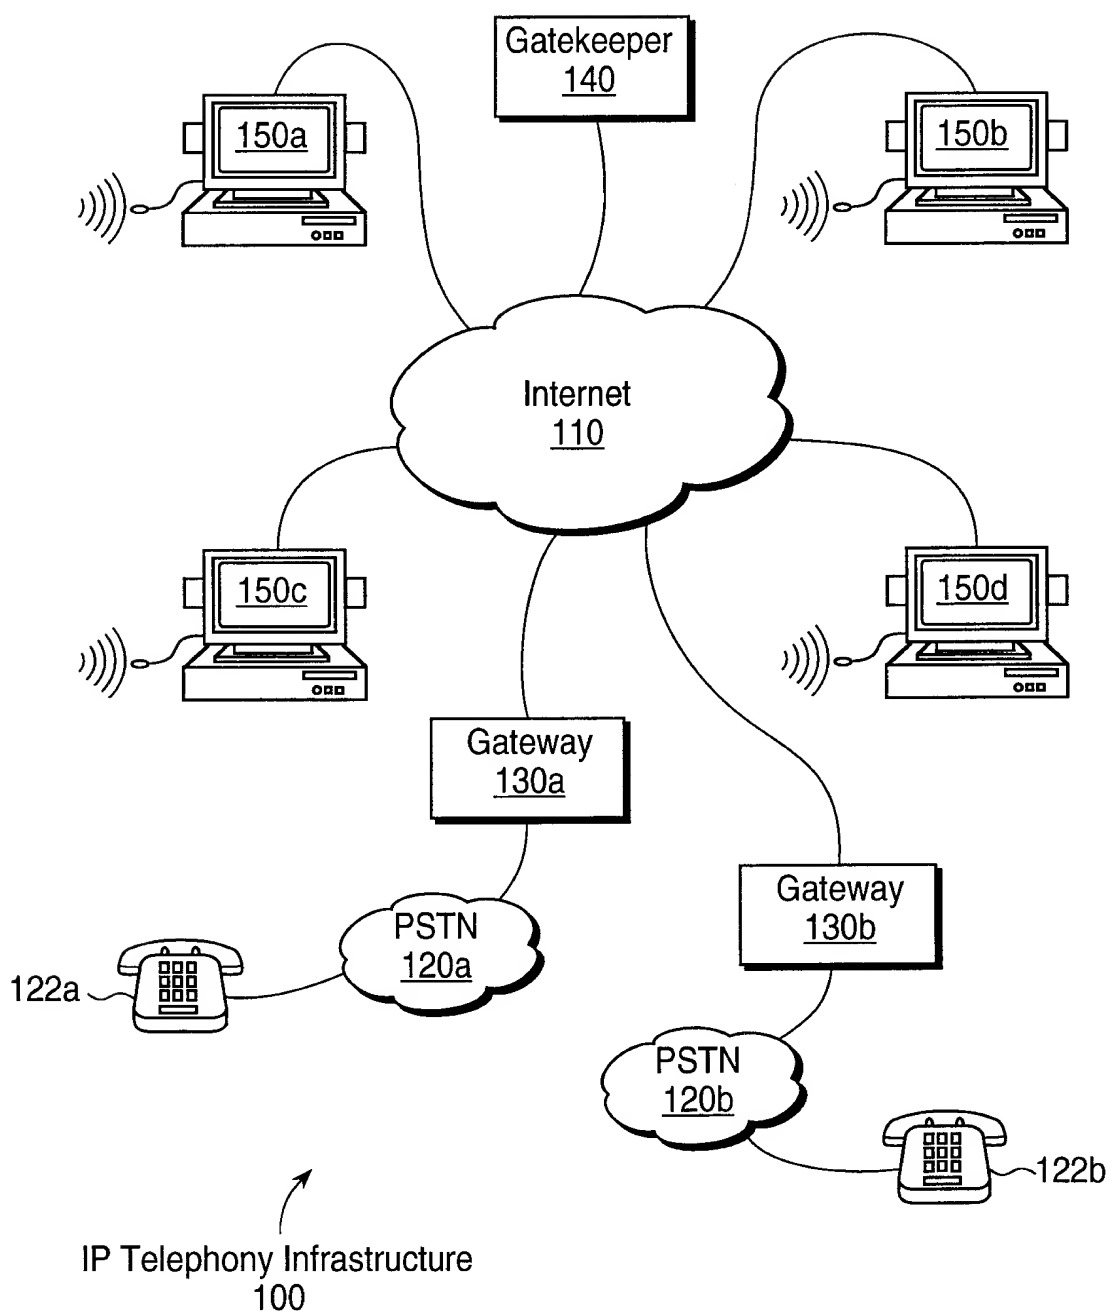 Gatekeeper
140
150a
150b
Internet
110
150c
150d
Gateway
130a
Gateway
130b
PSTN
120a
122a
PSTN
120b
122b
IP Telephony Infrastructure
100